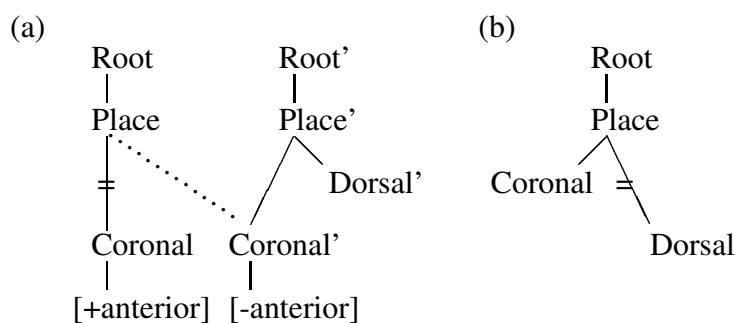 (a) (b)
Root Root’ Root
Place Place’ Place
Dorsal’ Coronal
Coronal Coronal’ Dorsal
[+anterior] [-anterior]